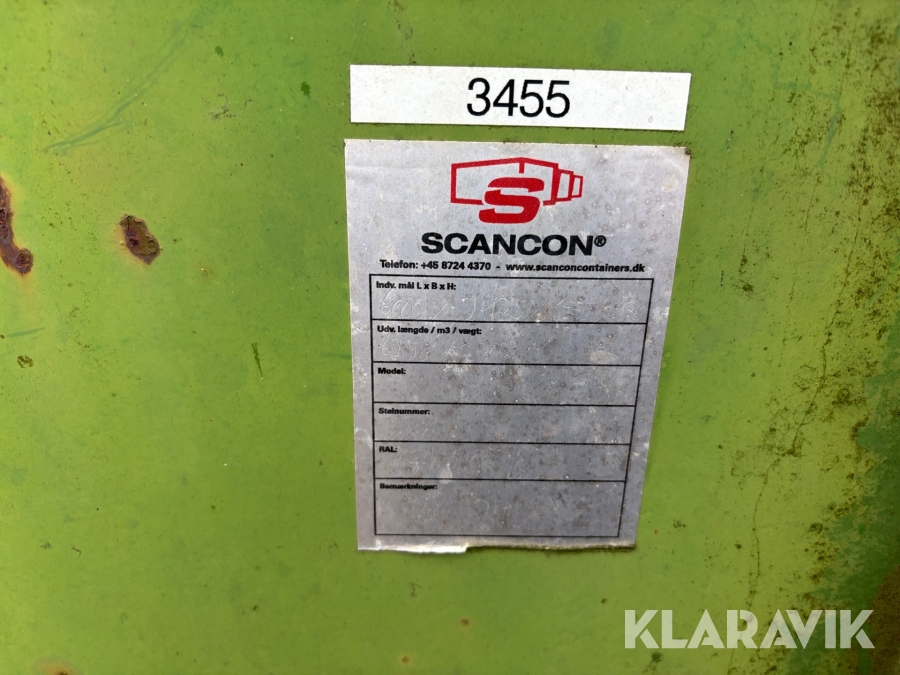 3455
S
SCANCON®
Telefon: +45 8724 4370 - www.scanconcontainers.dk
Indv. mål L x B x H:
Udv. længde / m3 / vægt:
Model:
Stelnummer:
RAL:
Bemærkninger:
KLARAVIK